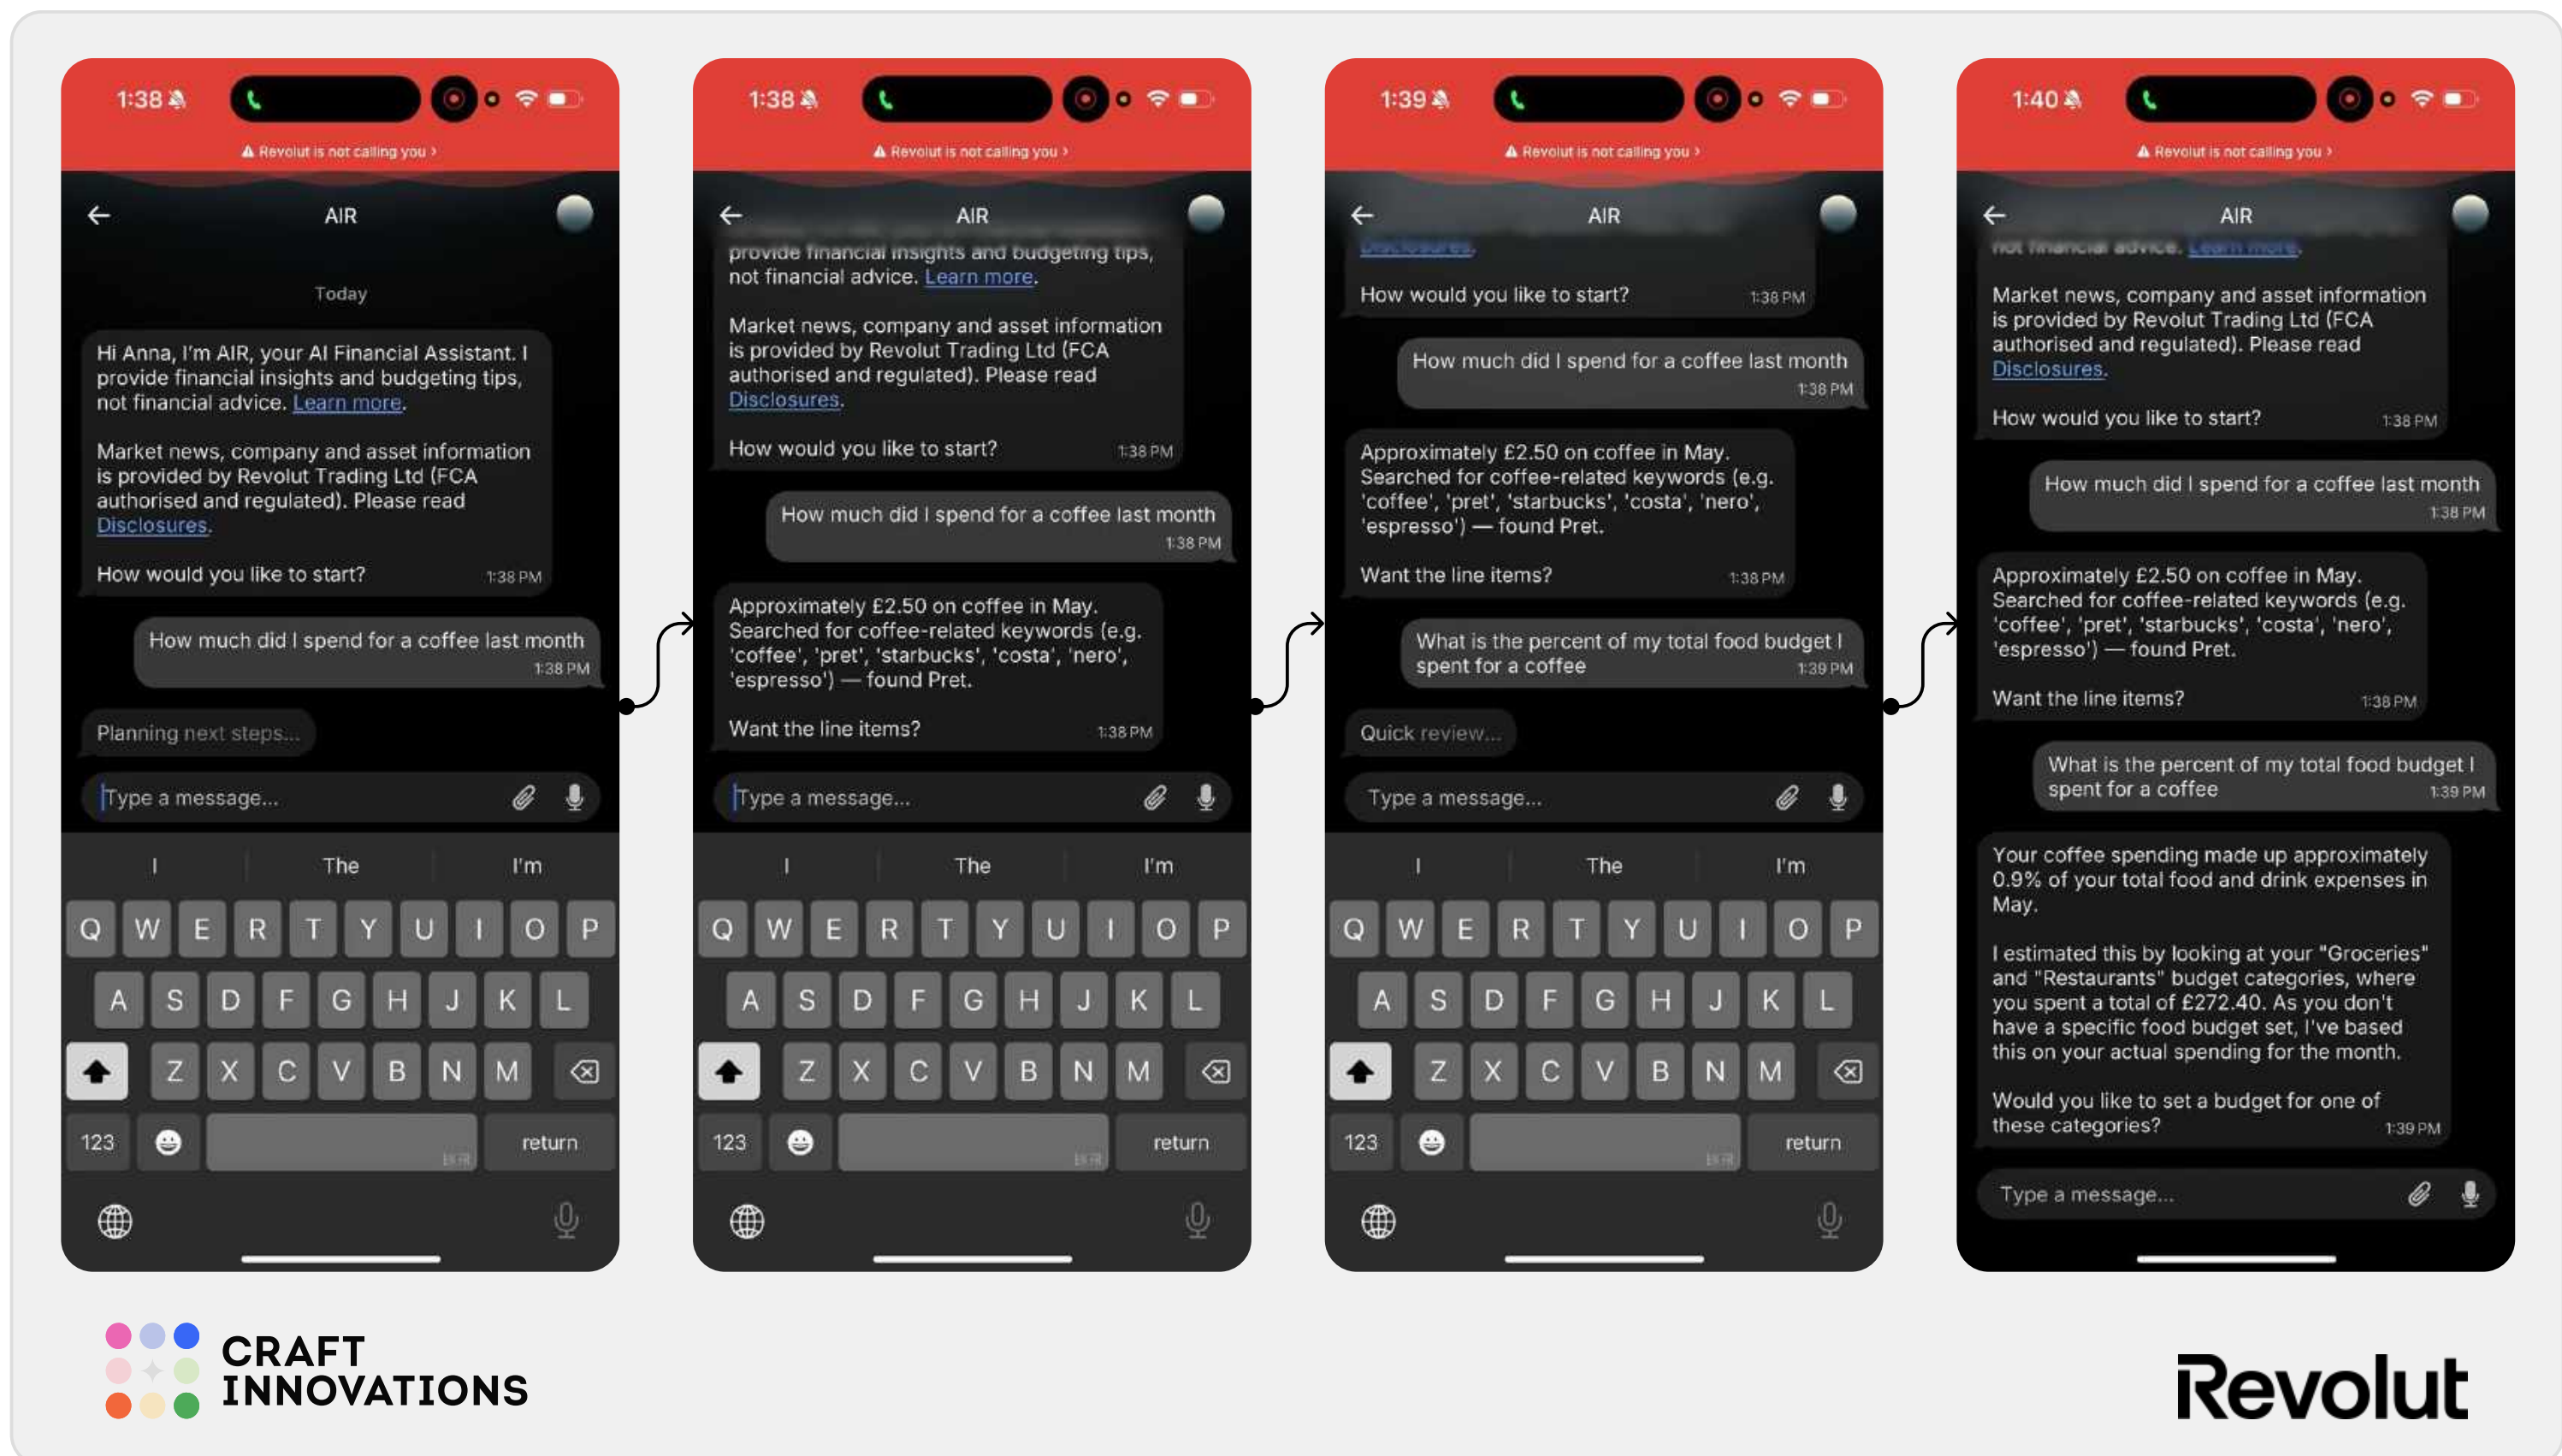 1:38
Revolut is not calling you
AIR
Today
Hi Anna, I'm AIR, your AI Financial Assistant. I
provide financial insights and budgeting tips,
not financial advice. Learn more.
Market news, company and asset information
is provided by Revolut Trading Ltd (FCA
authorised and regulated). Please read
Disclosures.
How would you like to start?
1:38 PM
How much did I spend for a coffee last month
1:38 PM
Planning next steps...
Type a message...
I The I'm
Q W E R T Y U I O P
A S D F G H J K L
Z X C V B N M
123 return
1:38
Revolut is not calling you
AIR
provide financial insights and budgeting tips,
not financial advice. Learn more.
Market news, company and asset information
is provided by Revolut Trading Ltd (FCA
authorised and regulated). Please read
Disclosures.
How would you like to start?
1:38 PM
How much did I spend for a coffee last month
1:38 PM
Approximately £2.50 on coffee in May.
Searched for coffee-related keywords (e.g.
'coffee', 'pret', 'starbucks', 'costa', 'nero',
'espresso') — found Pret.
Want the line items?
1:38 PM
Type a message...
I The I'm
Q W E R T Y U I O P
A S D F G H J K L
Z X C V B N M
123 return
1:39
Revolut is not calling you
AIR
Disclosures.
How would you like to start?
1:38 PM
How much did I spend for a coffee last month
1:38 PM
Approximately £2.50 on coffee in May.
Searched for coffee-related keywords (e.g.
'coffee', 'pret', 'starbucks', 'costa', 'nero',
'espresso') — found Pret.
Want the line items?
1:38 PM
What is the percent of my total food budget I
spent for a coffee
1:39 PM
Quick review...
Type a message...
I The I'm
Q W E R T Y U I O P
A S D F G H J K L
Z X C V B N M
123 return
1:40
Revolut is not calling you
AIR
not financial advice. Learn more.
Market news, company and asset information
is provided by Revolut Trading Ltd (FCA
authorised and regulated). Please read
Disclosures.
How would you like to start?
1:38 PM
How much did I spend for a coffee last month
1:38 PM
Approximately £2.50 on coffee in May.
Searched for coffee-related keywords (e.g.
'coffee', 'pret', 'starbucks', 'costa', 'nero',
'espresso') — found Pret.
Want the line items?
1:38 PM
What is the percent of my total food budget I
spent for a coffee
1:39 PM
Your coffee spending made up approximately
0.9% of your total food and drink expenses in
May.
I estimated this by looking at your "Groceries"
and "Restaurants" budget categories, where
you spent a total of £272.40. As you don't
have a specific food budget set, I've based
this on your actual spending for the month.
Would you like to set a budget for one of
these categories?
1:39 PM
Type a message...
CRAFT
INNOVATIONS
Revolut